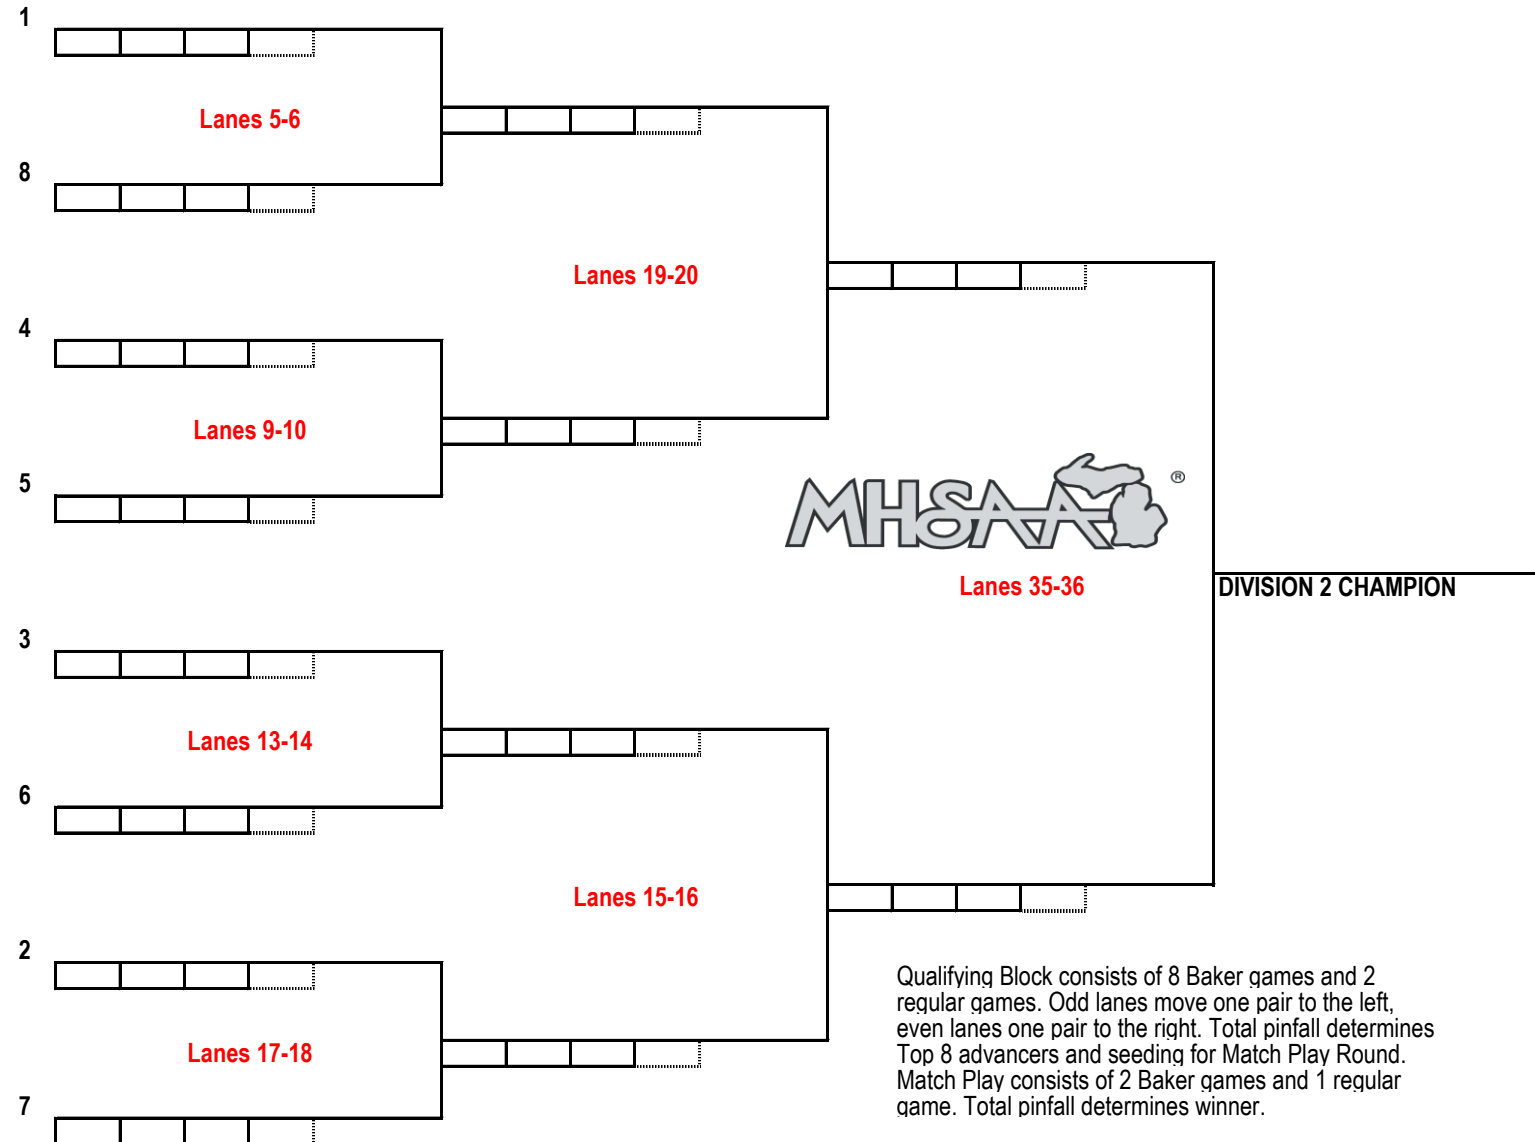 1
Lanes 5-6
8
Lanes 19-20
4
Lanes 9-10
5
MHSAA ®
Lanes 35-36
DIVISION 2 CHAMPION
3
Lanes 13-14
6
Lanes 15-16
2
Lanes 17-18
7
Qualifying Block consists of 8 Baker games and 2
regular games. Odd lanes move one pair to the left,
even lanes one pair to the right. Total pinfall determines
Top 8 advancers and seeding for Match Play Round.
Match Play consists of 2 Baker games and 1 regular
game. Total pinfall determines winner.